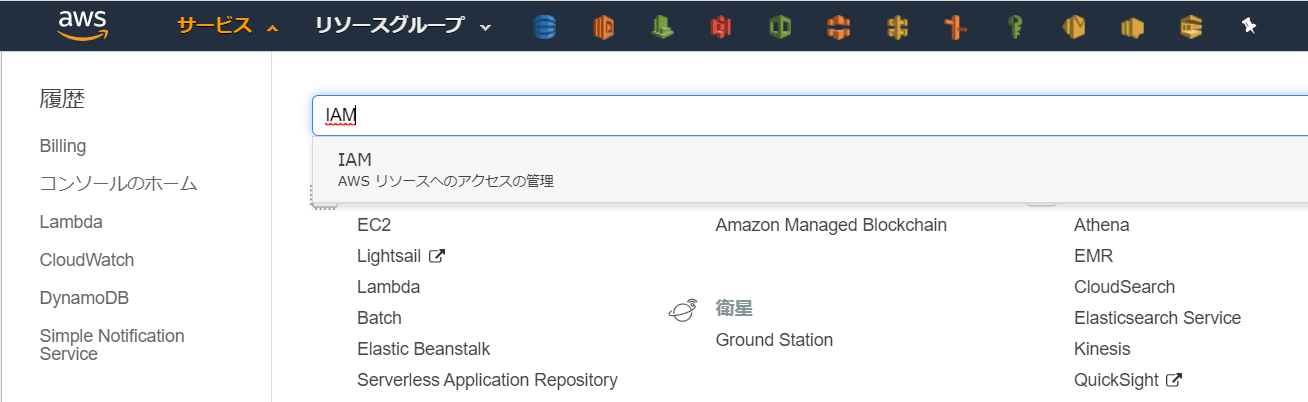 aws
サービス
リソースグループ
履歴
Billing
コンソールのホーム
Lambda
CloudWatch
DynamoDB
Simple Notification
Service
IAM
IAM
AWS リソースへのアクセスの管理
EC2
Lightsail
Lambda
Batch
Elastic Beanstalk
Serverless Application Repository
Amazon Managed Blockchain
衛星
Ground Station
Athena
EMR
CloudSearch
Elasticsearch Service
Kinesis
QuickSight